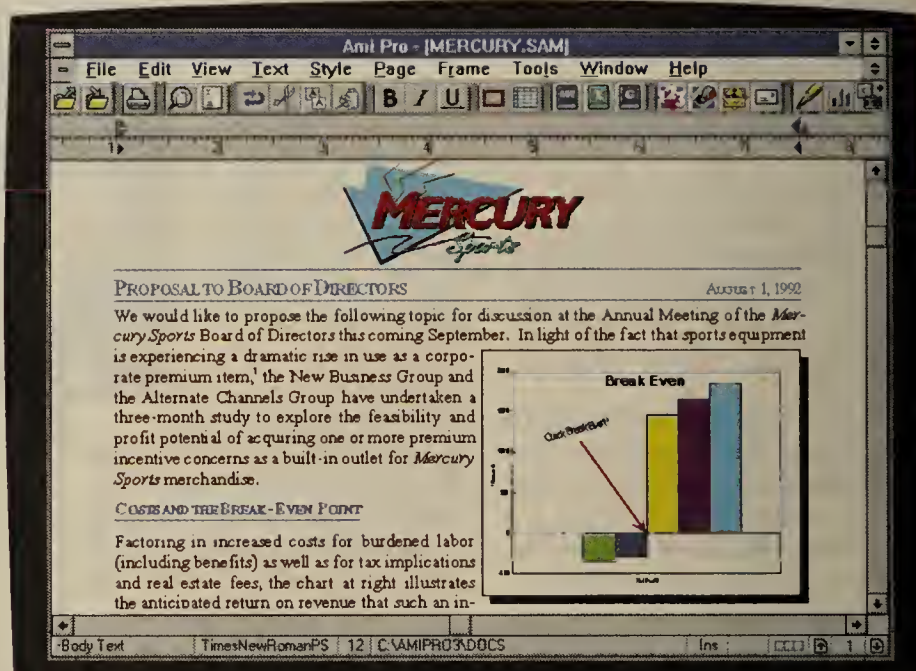 Ami Pro - [MERCURY.SAM]
File Edit View Text Style Page Frame Tools Window Help
B I U
MERCURY
Sports
PROPOSAL TO BOARD OF DIRECTORS AUGUST 1, 1992
We would like to propose the following topic for discussion at the Annual Meeting of the Mer-
cury Sports Board of Directors this coming September. In light of the fact that sports equipment
is experiencing a dramatic rise in use as a corpo-
rate premium item,¹ the New Business Group and
the Alternate Channels Group have undertaken a
three-month study to explore the feasibility and
profit potential of acquiring one or more premium
incentive concerns as a built-in outlet for Mercury
Sports merchandise.
COSTS AND THE BREAK-EVEN POINT
Factoring in increased costs for burdened labor
(including benefits) as well as for tax implications
and real estate fees, the chart at right illustrates
the anticipated return on revenue that such an in-
Break Even
Quick Break Even!
Body Text TimesNewRomanPS 12 C:\AMIPRO3\DOCS Ins 1